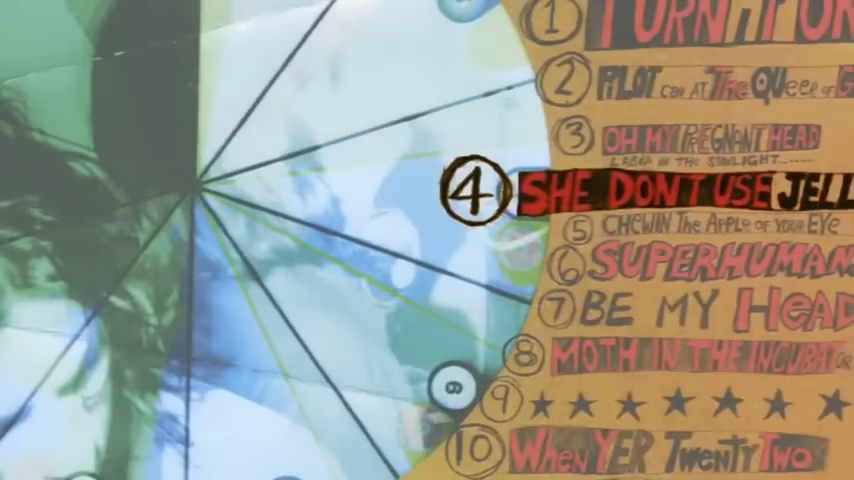 ① TURN IT ON
② PILOT CAN AT The QUeer of G
③ OH MY PREGNANT HEAD
LABIA IN THE SUNLIGHT......
④ SHE DON'T USE JELL
⑤ CHEWIN The APPLE OF YOUR EYe
⑥ SUPERHUMAN
⑦ BE MY HeAD
⑧ MOTH IN THE INCUBATOR
⑨ ★ ★ ★ ★ ★ ★ ★
⑩ WheN YER TweNTy Two
8